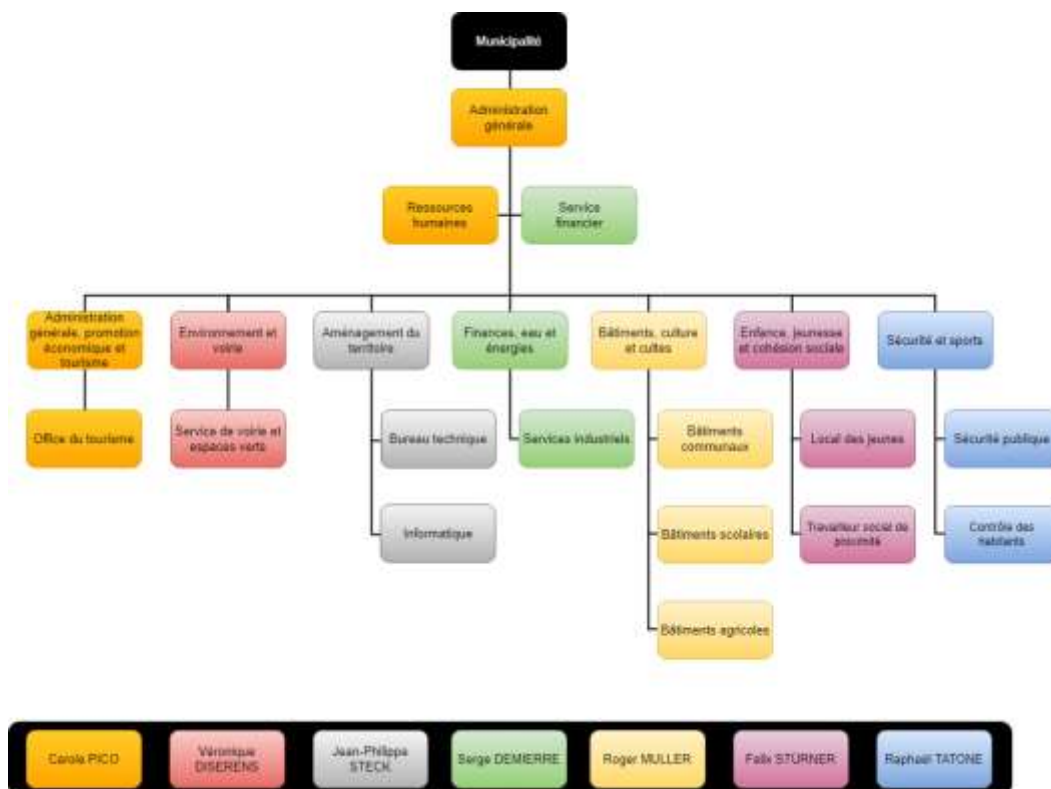 Municipalité
Administration
générale
Ressources
humaines
Service
financier
Administration
générale, promotion
économique et
tourisme
Environnement et
voirie
Aménagement du
territoire
Finances, eau et
énergies
Bâtiments, culture
et cultes
Enfance, jeunesse
et cohésion sociale
Sécurité et sports
Office du tourisme
Service de voirie et
espaces verts
Bureau technique
Services industriels
Bâtiments
communaux
Local des jeunes
Sécurité publique
Informatique
Bâtiments scolaires
Travailleur social de
proximité
Contrôle des
habitants
Bâtiments agricoles
Carole PICO
Véronique
DISERENS
Jean-Philippe
STECK
Serge DEMIERRE
Roger MULLER
Felix STÜRNER
Raphaël TATONE